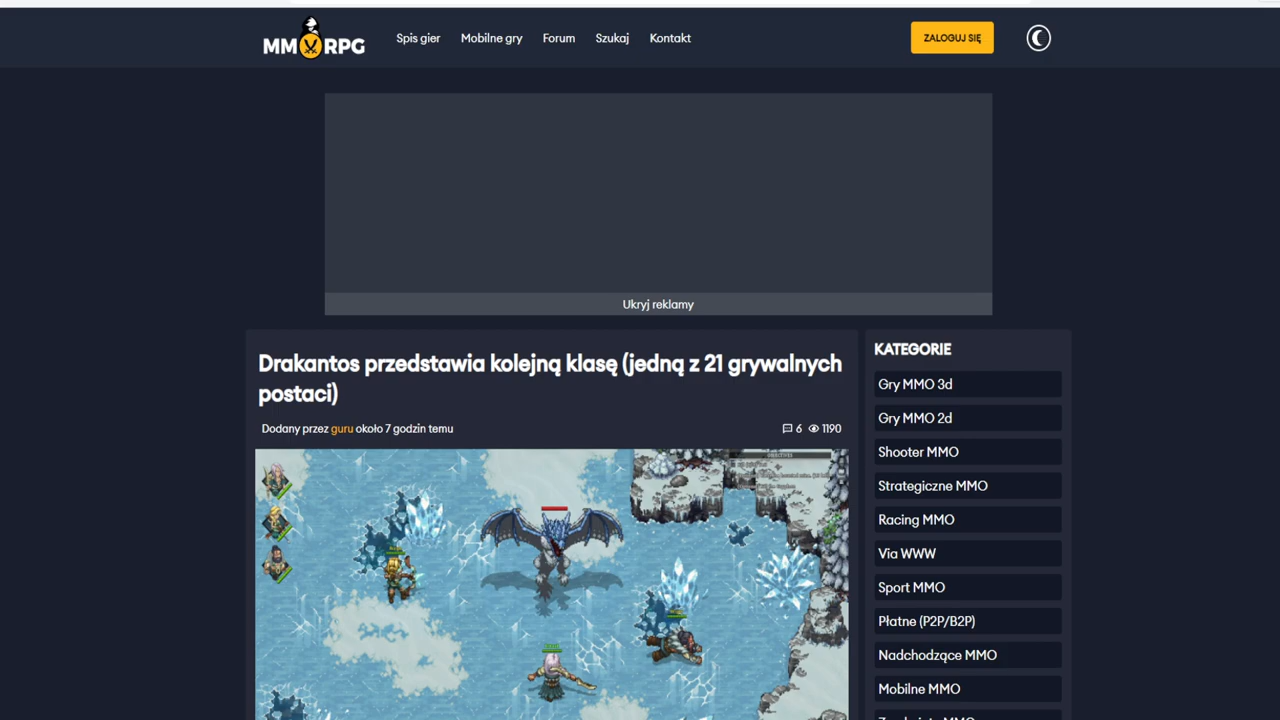 MMORPG
Spis gier
Mobilne gry
Forum
Szukaj
Kontakt
ZALOGUJ SIĘ
Ukryj reklamy
Drakantos przedstawia kolejną klasę (jedną z 21 grywalnych
postaci)
Dodany przez guru około 7 godzin temu
6
1190
KATEGORIE
Gry MMO 3d
Gry MMO 2d
Shooter MMO
Strategiczne MMO
Racing MMO
Via WWW
Sport MMO
Płatne (P2P/B2P)
Nadchodzące MMO
Mobilne MMO